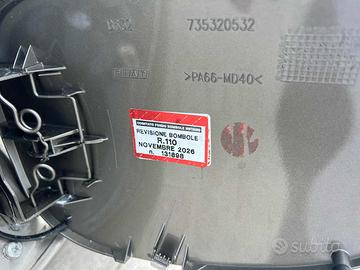 735320532
>PA66-MD40<
REVISIONE BOMBOLE
R.110
NOVEMBRE 2026
n. 131898
subito